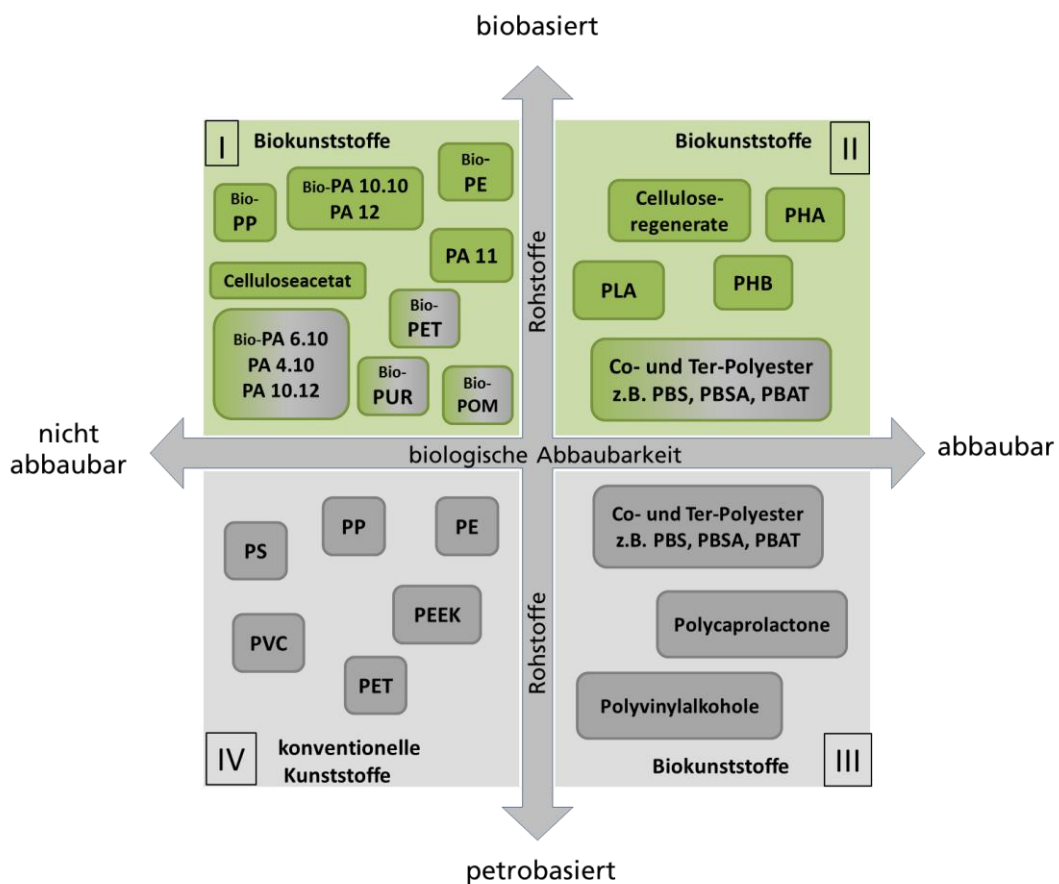 biobasiert
I
Biokunststoffe
Bio-
PP
Bio-PA 10.10
PA 12
Bio-
PE
PA 11
Celluloseacetat
Bio-
PET
Bio-PA 6.10
PA 4.10
PA 10.12
Bio-
PUR
Bio-
POM
Rohstoffe
Biokunststoffe
II
Cellulose-
regenerate
PHA
PLA
PHB
Co- und Ter-Polyester
z.B. PBS, PBSA, PBAT
nicht
abbaubar
biologische Abbaubarkeit
abbaubar
PS
PP
PE
PEEK
PVC
PET
IV
konventionelle
Kunststoffe
Rohstoffe
Co- und Ter-Polyester
z.B. PBS, PBSA, PBAT
Polycaprolactone
Polyvinylalkohole
Biokunststoffe
III
petrobasiert